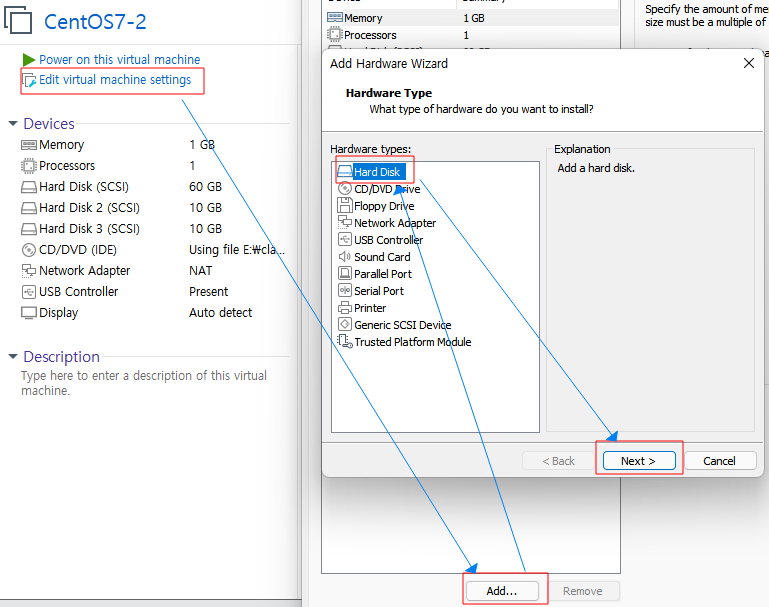 CentOS7-2
Power on this virtual machine
Edit virtual machine settings
Devices
Memory 1 GB
Processors 1
Hard Disk (SCSI) 60 GB
Hard Disk 2 (SCSI) 10 GB
Hard Disk 3 (SCSI) 10 GB
CD/DVD (IDE) Using file E:₩cla...
Network Adapter NAT
USB Controller Present
Display Auto detect
Description
Type here to enter a description of this virtual
machine.
Memory 1 GB
Processors 1
Specify the amount of
size must be a multiple of
Add Hardware Wizard
Hardware Type
What type of hardware do you want to install?
Hardware types:
Hard Disk
CD/DVD Drive
Floppy Drive
Network Adapter
USB Controller
Sound Card
Parallel Port
Serial Port
Printer
Generic SCSI Device
Trusted Platform Module
Explanation
Add a hard disk.
< Back
Next >
Cancel
Add...
Remove